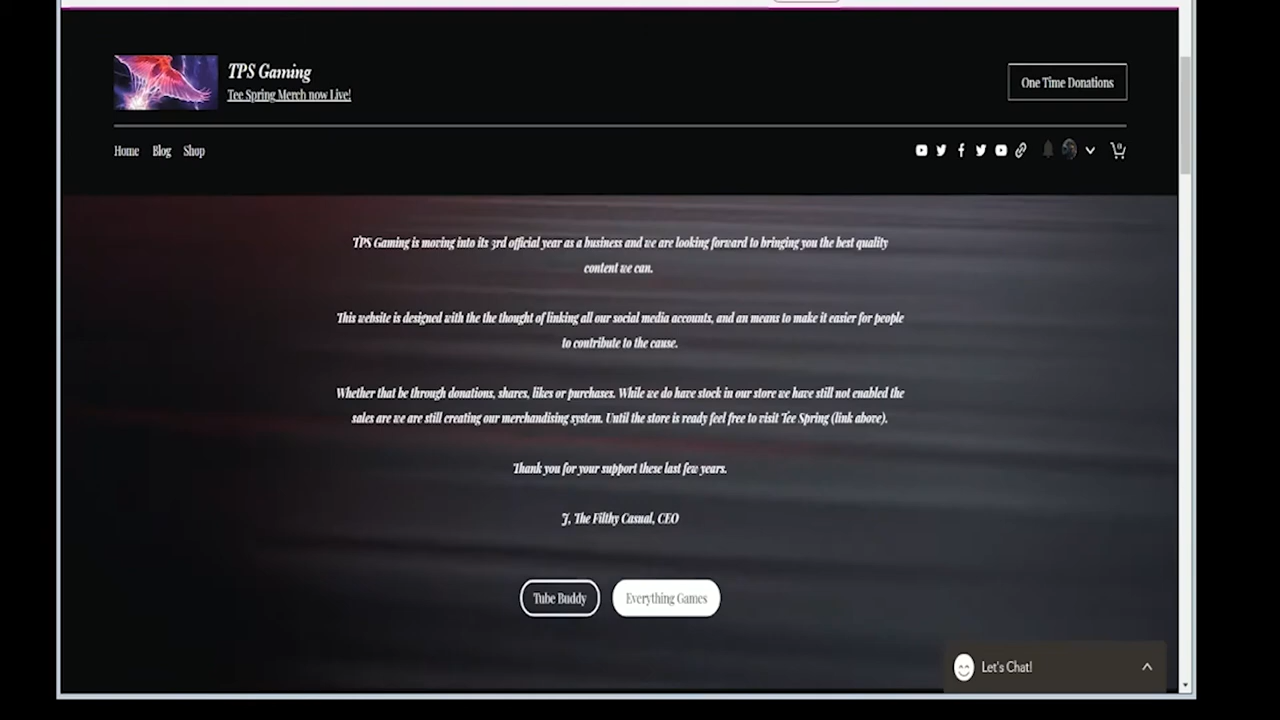 TPS Gaming
Tee Spring Merch now Live!
One Time Donations
Home Blog Shop
0
TPS Gaming is moving into its 3rd official year as a business and we are looking forward to bringing you the best quality
content we can.
This website is designed with the the thought of linking all our social media accounts, and an means to make it easier for people
to contribute to the cause.
Whether that be through donations, shares, likes or purchases. While we do have stock in our store we have still not enabled the
sales are we are still creating our merchandising system. Until the store is ready feel free to visit Tee Spring (link above).
Thank you for your support these last few years.
J, The Filthy Casual, CEO
Tube Buddy Everything Games
Let's Chat!